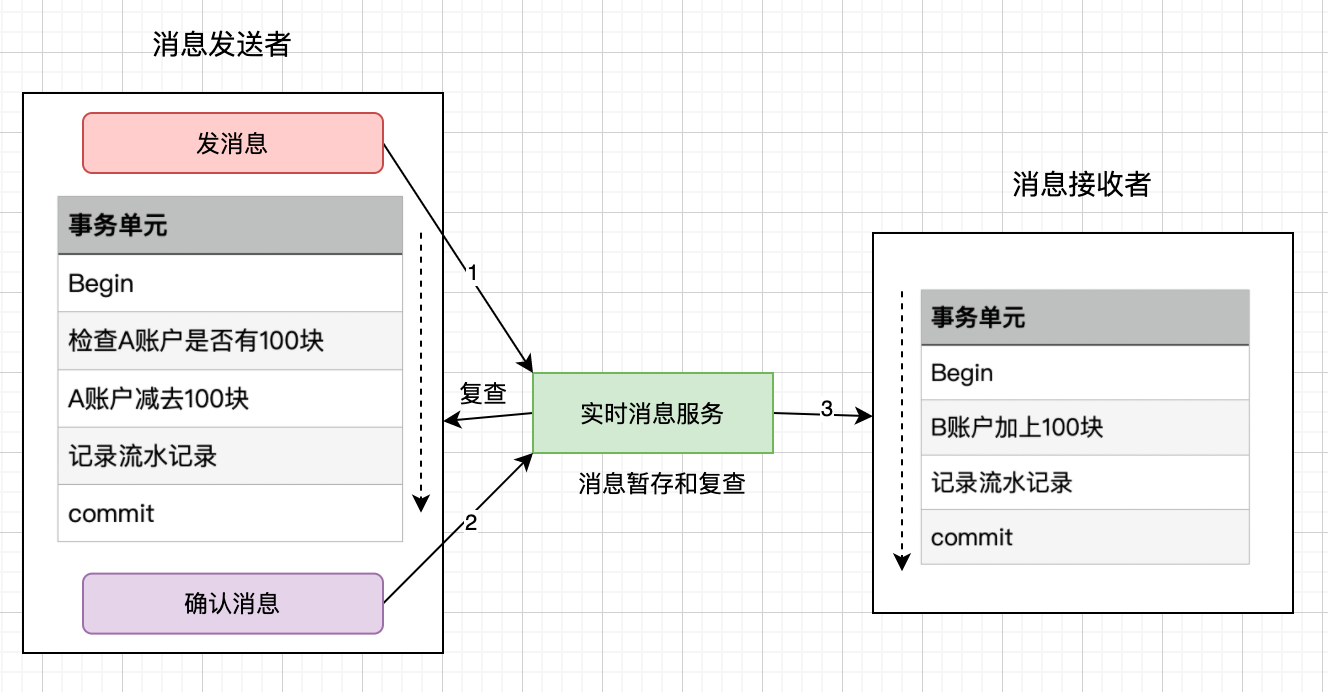 消息发送者
发消息
事务单元
Begin
检查A账户是否有100块
A账户减去100块
记录流水记录
commit
确认消息
1
复查
2
实时消息服务
消息暂存和复查
3
消息接收者
事务单元
Begin
B账户加上100块
记录流水记录
commit